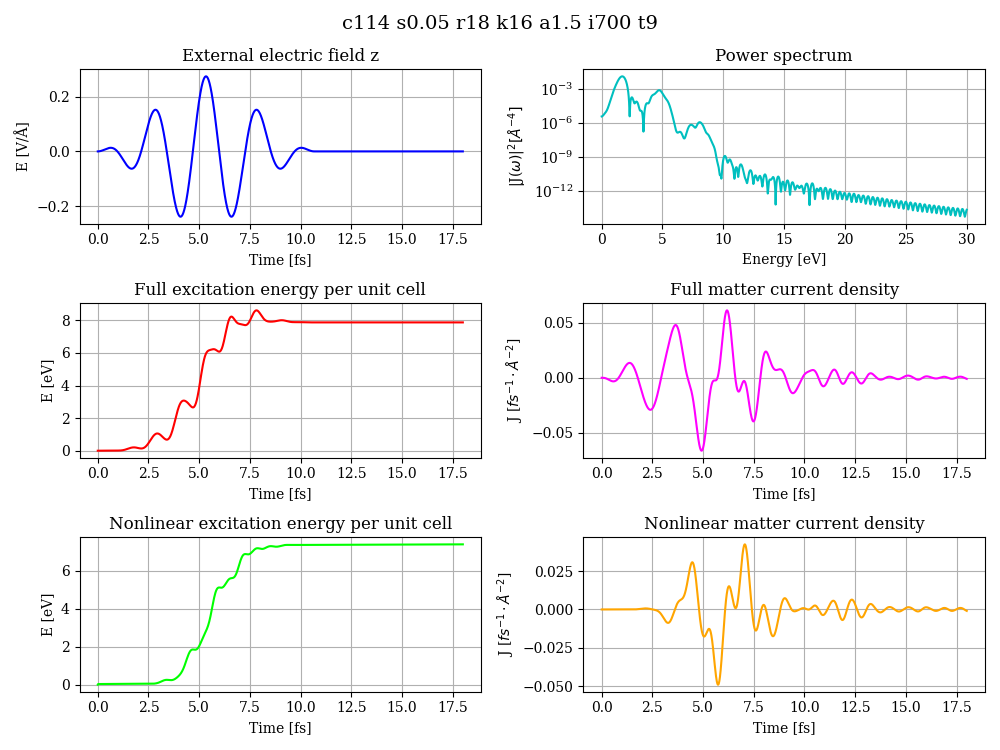 c114 s0.05 r18 k16 a1.5 i700 t9
External electric field z
E [V/Å]
0.2
0.0
−0.2
0.0 2.5 5.0 7.5 10.0 12.5 15.0 17.5
Time [fs]
Power spectrum
|J(ω)|² [Å⁻⁴]
10⁻³
10⁻⁶
10⁻⁹
10⁻¹²
0 5 10 15 20 25 30
Energy [eV]
Full excitation energy per unit cell
E [eV]
8
6
4
2
0
0.0 2.5 5.0 7.5 10.0 12.5 15.0 17.5
Time [fs]
Full matter current density
J [fs⁻¹ · Å⁻²]
0.05
0.00
−0.05
0.0 2.5 5.0 7.5 10.0 12.5 15.0 17.5
Time [fs]
Nonlinear excitation energy per unit cell
E [eV]
6
4
2
0
0.0 2.5 5.0 7.5 10.0 12.5 15.0 17.5
Time [fs]
Nonlinear matter current density
J [fs⁻¹ · Å⁻²]
0.025
0.000
−0.025
−0.050
0.0 2.5 5.0 7.5 10.0 12.5 15.0 17.5
Time [fs]